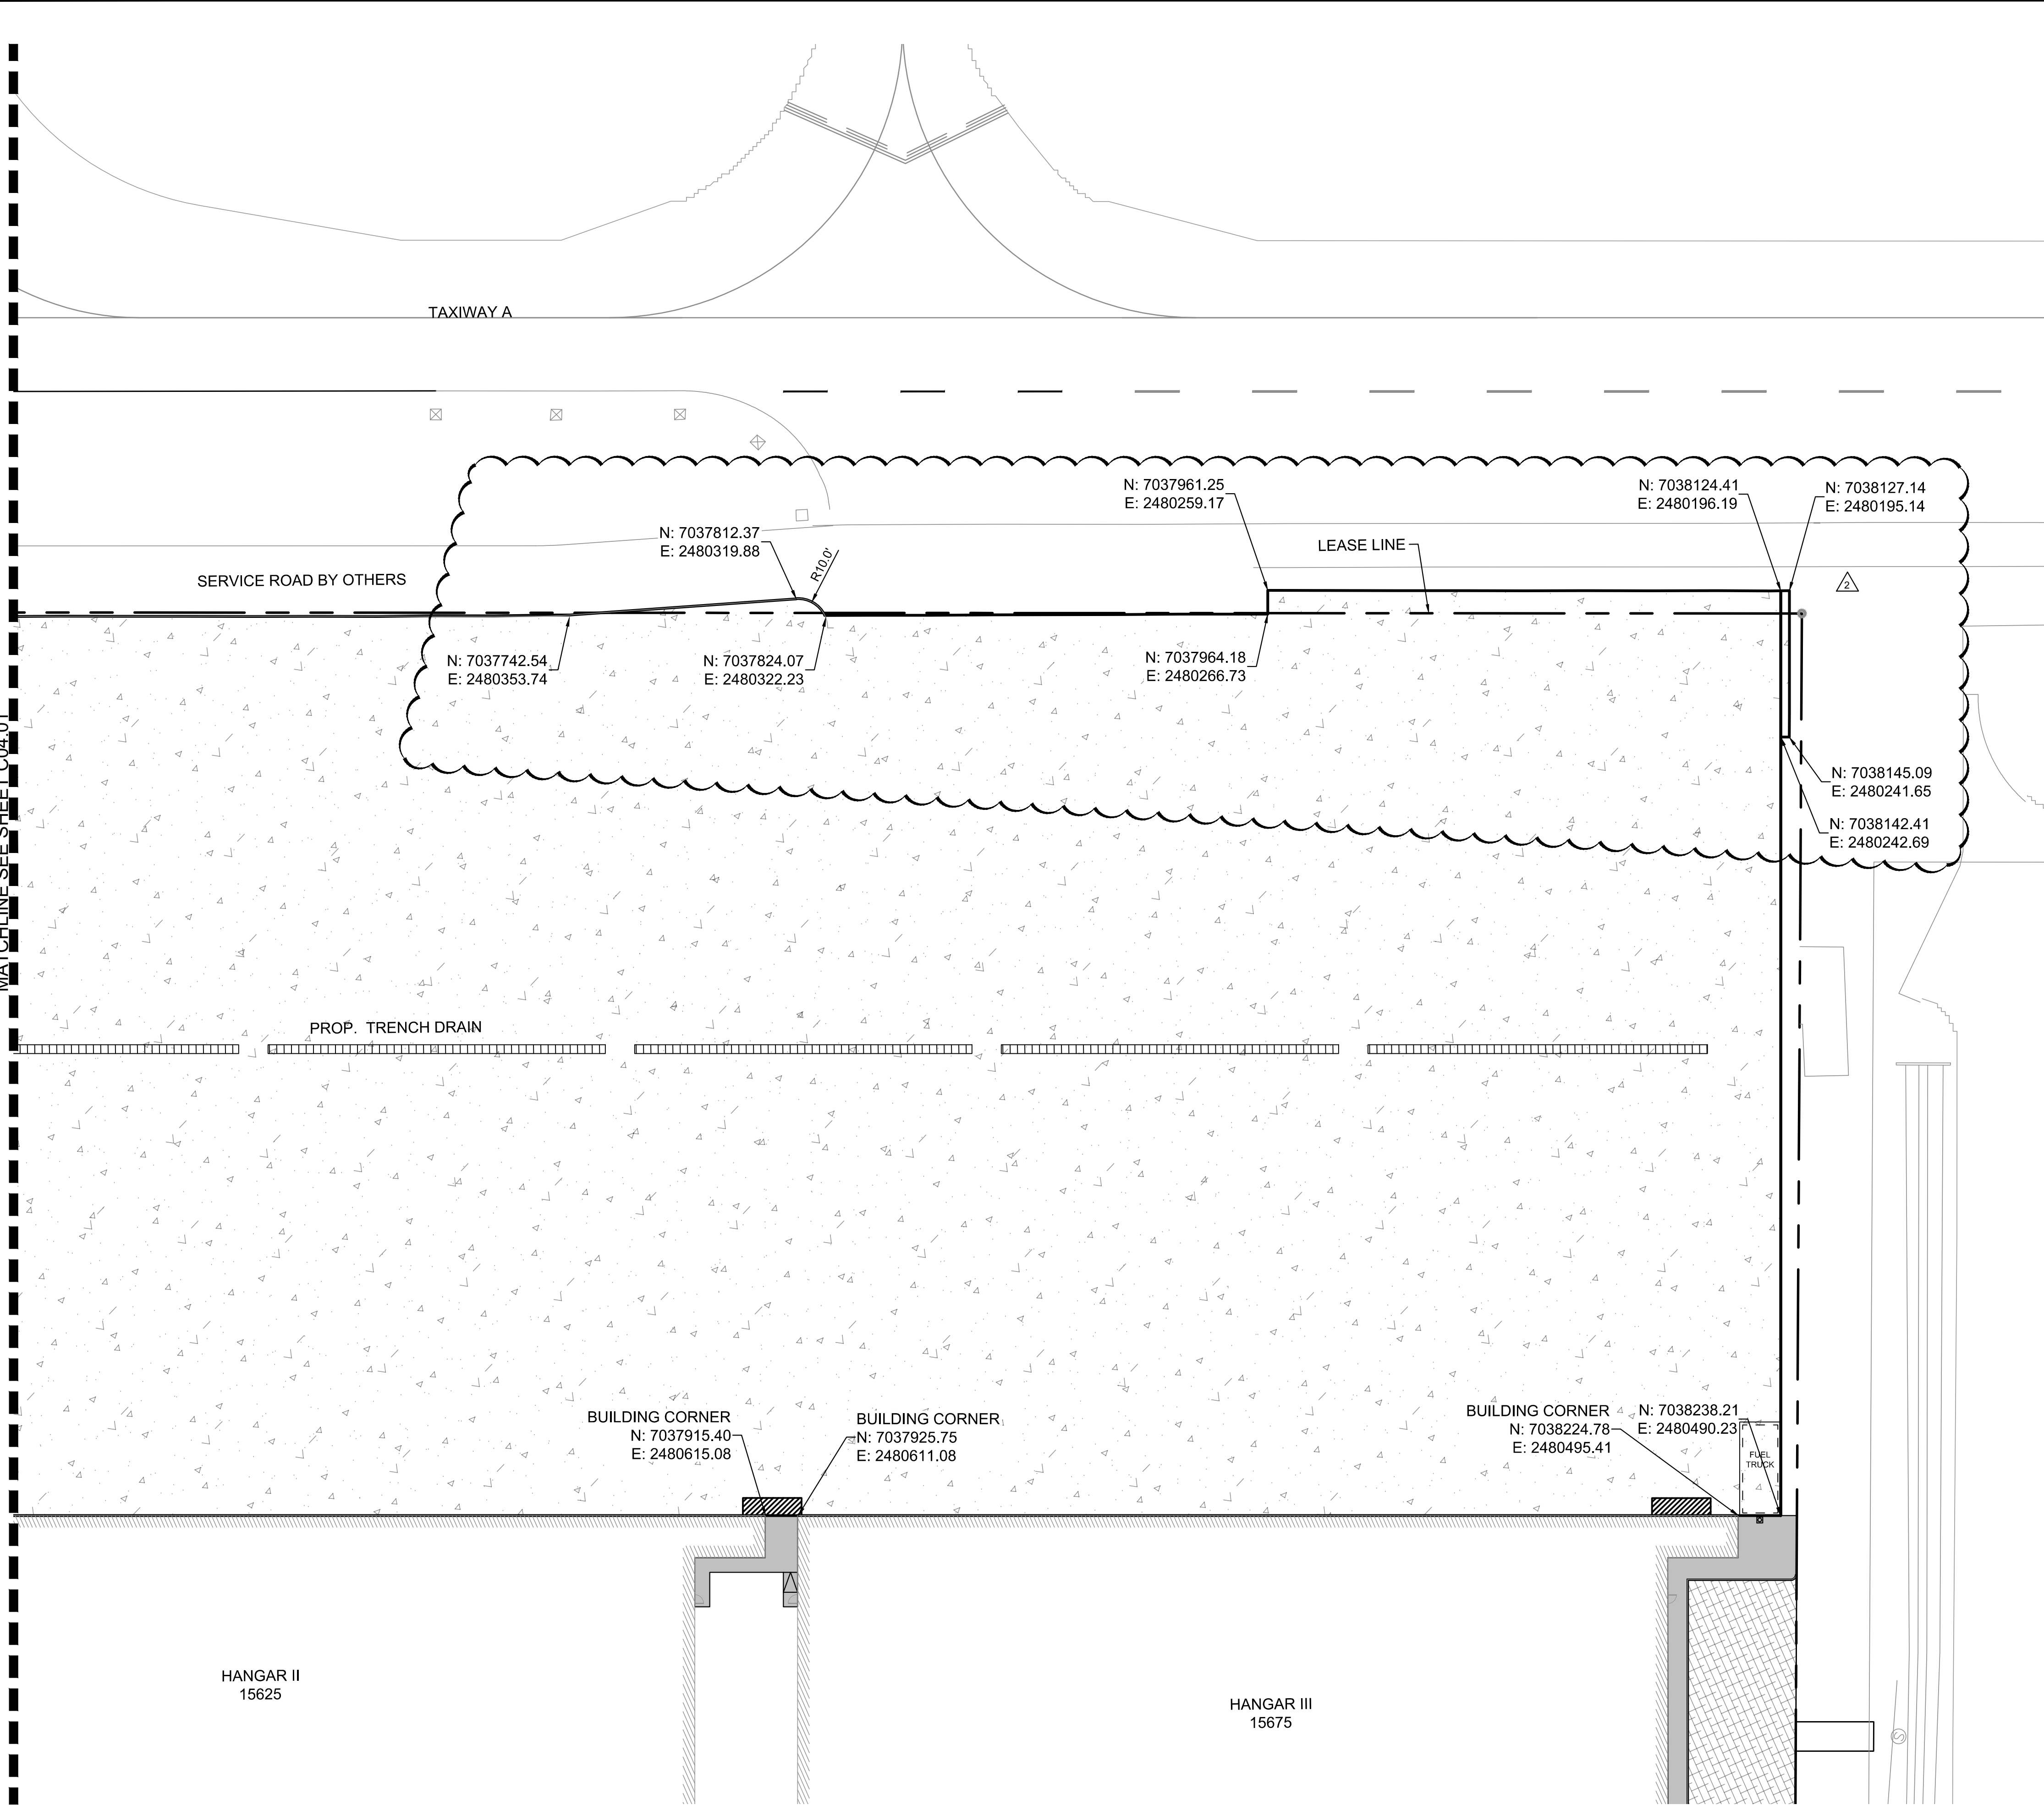 TAXIWAY A
N: 7037961.25
E: 2480259.17
N: 7038124.41
E: 2480196.19
N: 7038127.14
E: 2480195.14
N: 7037812.37
E: 2480319.88
R10.0'
LEASE LINE
SERVICE ROAD BY OTHERS
2
N: 7037742.54
E: 2480353.74
N: 7037824.07
E: 2480322.23
N: 7037964.18
E: 2480266.73
N: 7038145.09
E: 2480241.65
N: 7038142.41
E: 2480242.69
MATCHLINE SEE SHEET C04.01
PROP. TRENCH DRAIN
BUILDING CORNER
N: 7037915.40
E: 2480615.08
BUILDING CORNER
N: 7037925.75
E: 2480611.08
BUILDING CORNER
N: 7038224.78
E: 2480495.41
N: 7038238.21
E: 2480490.23
FUEL
TRUCK
HANGAR II
15625
HANGAR III
15675
S